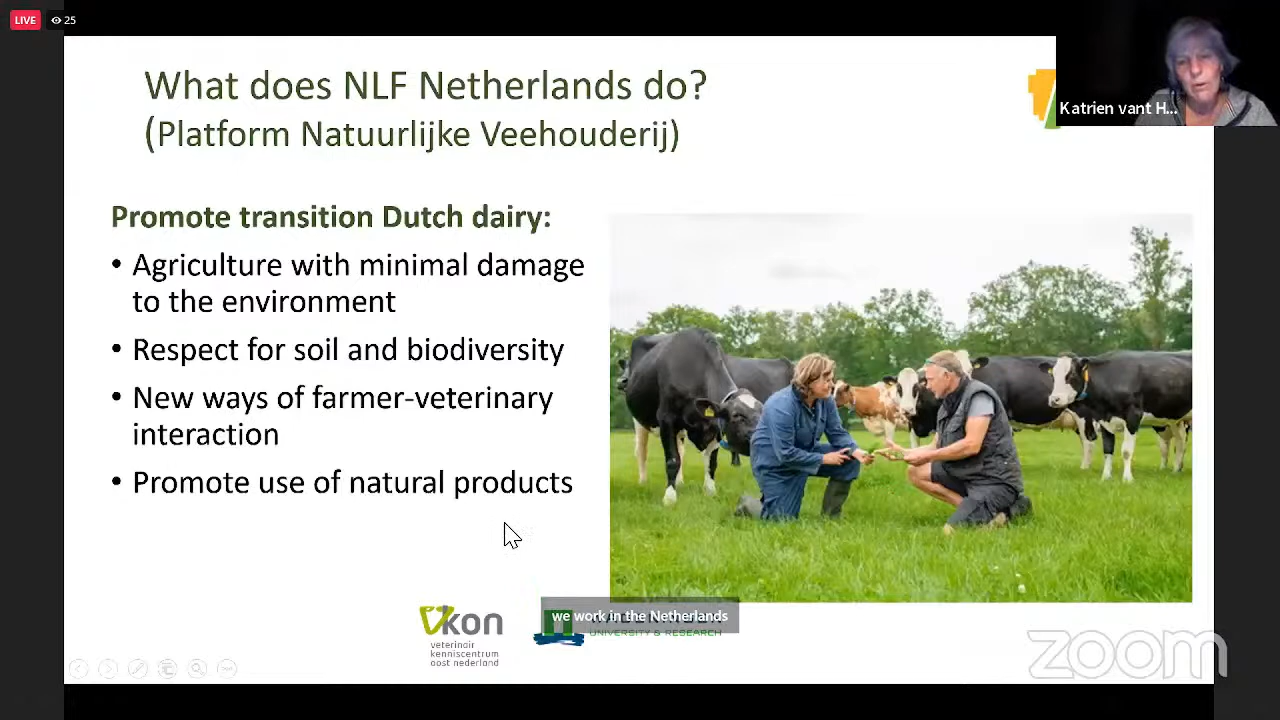 LIVE
25
What does NLF Netherlands do?
(Platform Natuurlijke Veehouderij)
Katrien vant H...
Promote transition Dutch dairy:
• Agriculture with minimal damage
to the environment
• Respect for soil and biodiversity
• New ways of farmer-veterinary
interaction
• Promote use of natural products
vkon
veterinair
kenniscentrum
oost nederland
we work in the Netherlands
UNIVERSITY & RESEARCH
zoom